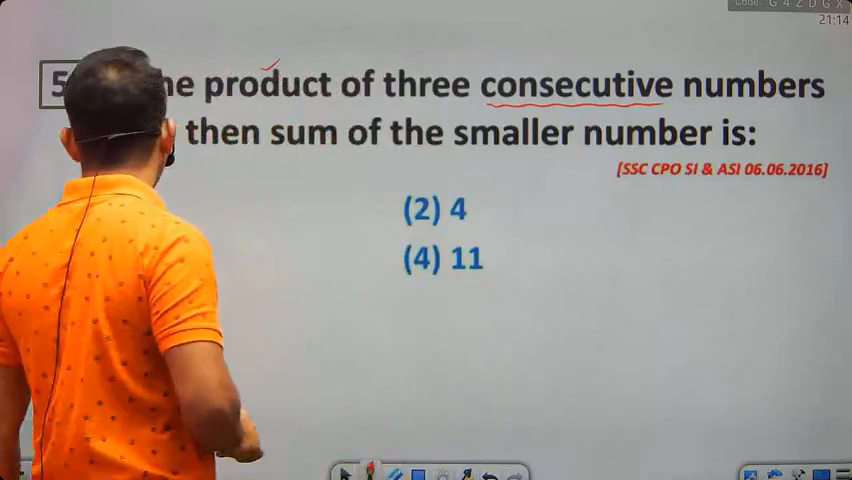 Code: G 4 Z D G X
21:14
5
he product of three consecutive numbers
then sum of the smaller number is:
[SSC CPO SI & ASI 06.06.2016]
(2) 4
(4) 11